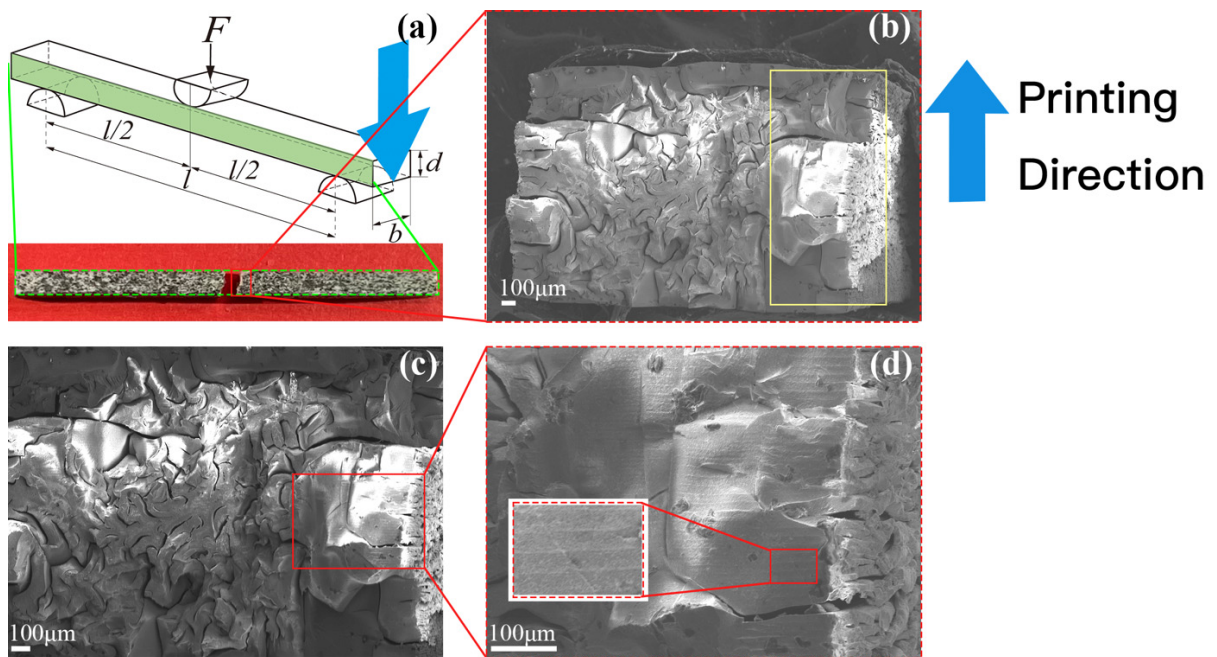 (a)
F
l/2
l/2
l
d
b
(b)
100μm
Printing
Direction
(c)
100μm
(d)
100μm